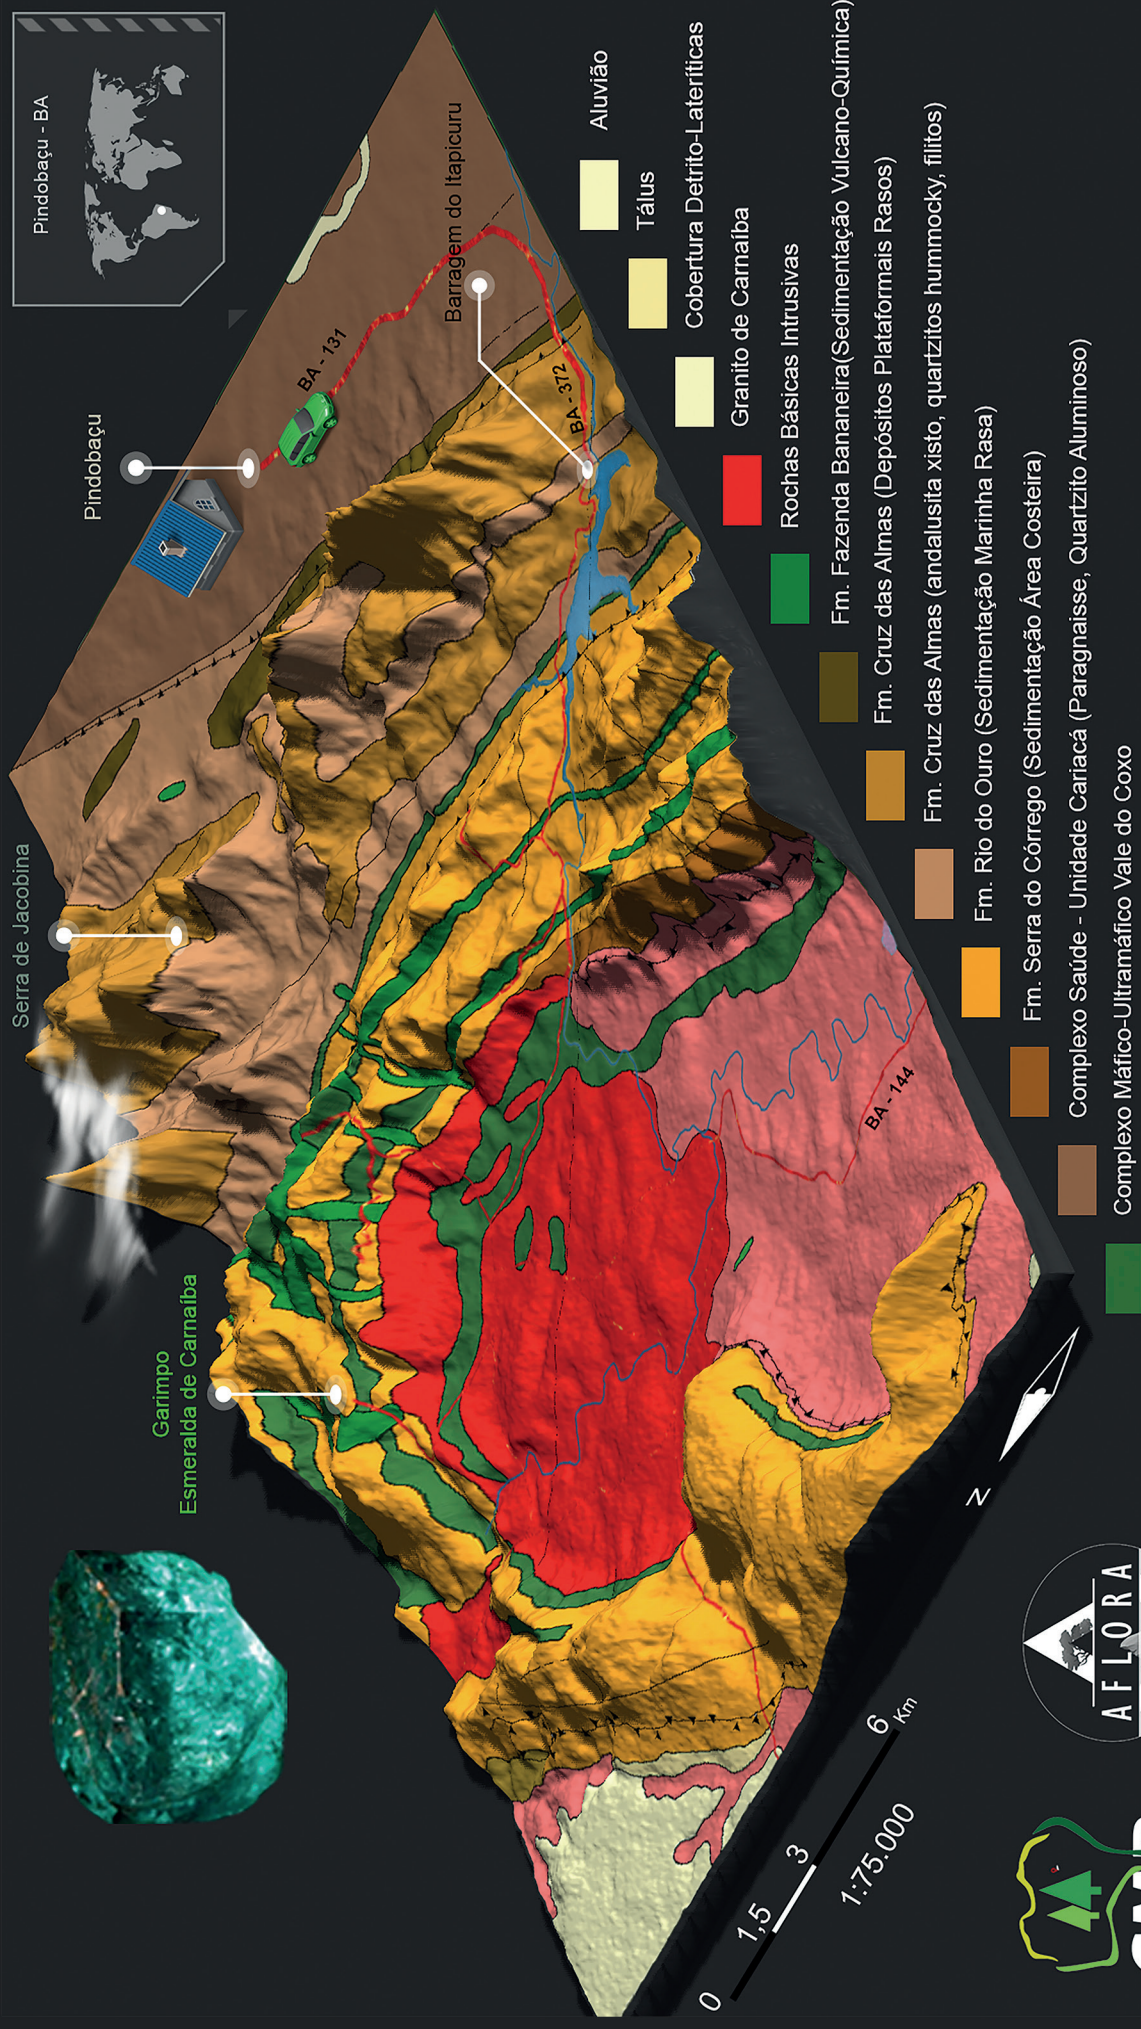 Pindobaçu - BA
Pindobaçu
Serra de Jacobina
Garimpo
Esmeralda de Carnaíba
BA - 131
Barragem do Itapicuru
BA - 372
BA - 144
Aluvião
Tálus
Cobertura Detrito-Lateríticas
Granito de Carnaíba
Rochas Básicas Intrusivas
Fm. Fazenda Bananeira(Sedimentação Vulcano-Química)
Fm. Cruz das Almas (Depósitos Plataformais Rasos)
Fm. Cruz das Almas (andalusita xisto, quartzitos hummocky, filitos)
Fm. Rio do Ouro (Sedimentação Marinha Rasa)
Fm. Serra do Córrego (Sedimentação Área Costeira)
Complexo Saúde - Unidade Cariacá (Paragnaisse, Quartzito Aluminoso)
Complexo Máfico-Ultramáfico Vale do Coxo
N
0 1,5 3 6
Km
1:75.000
AFLORA